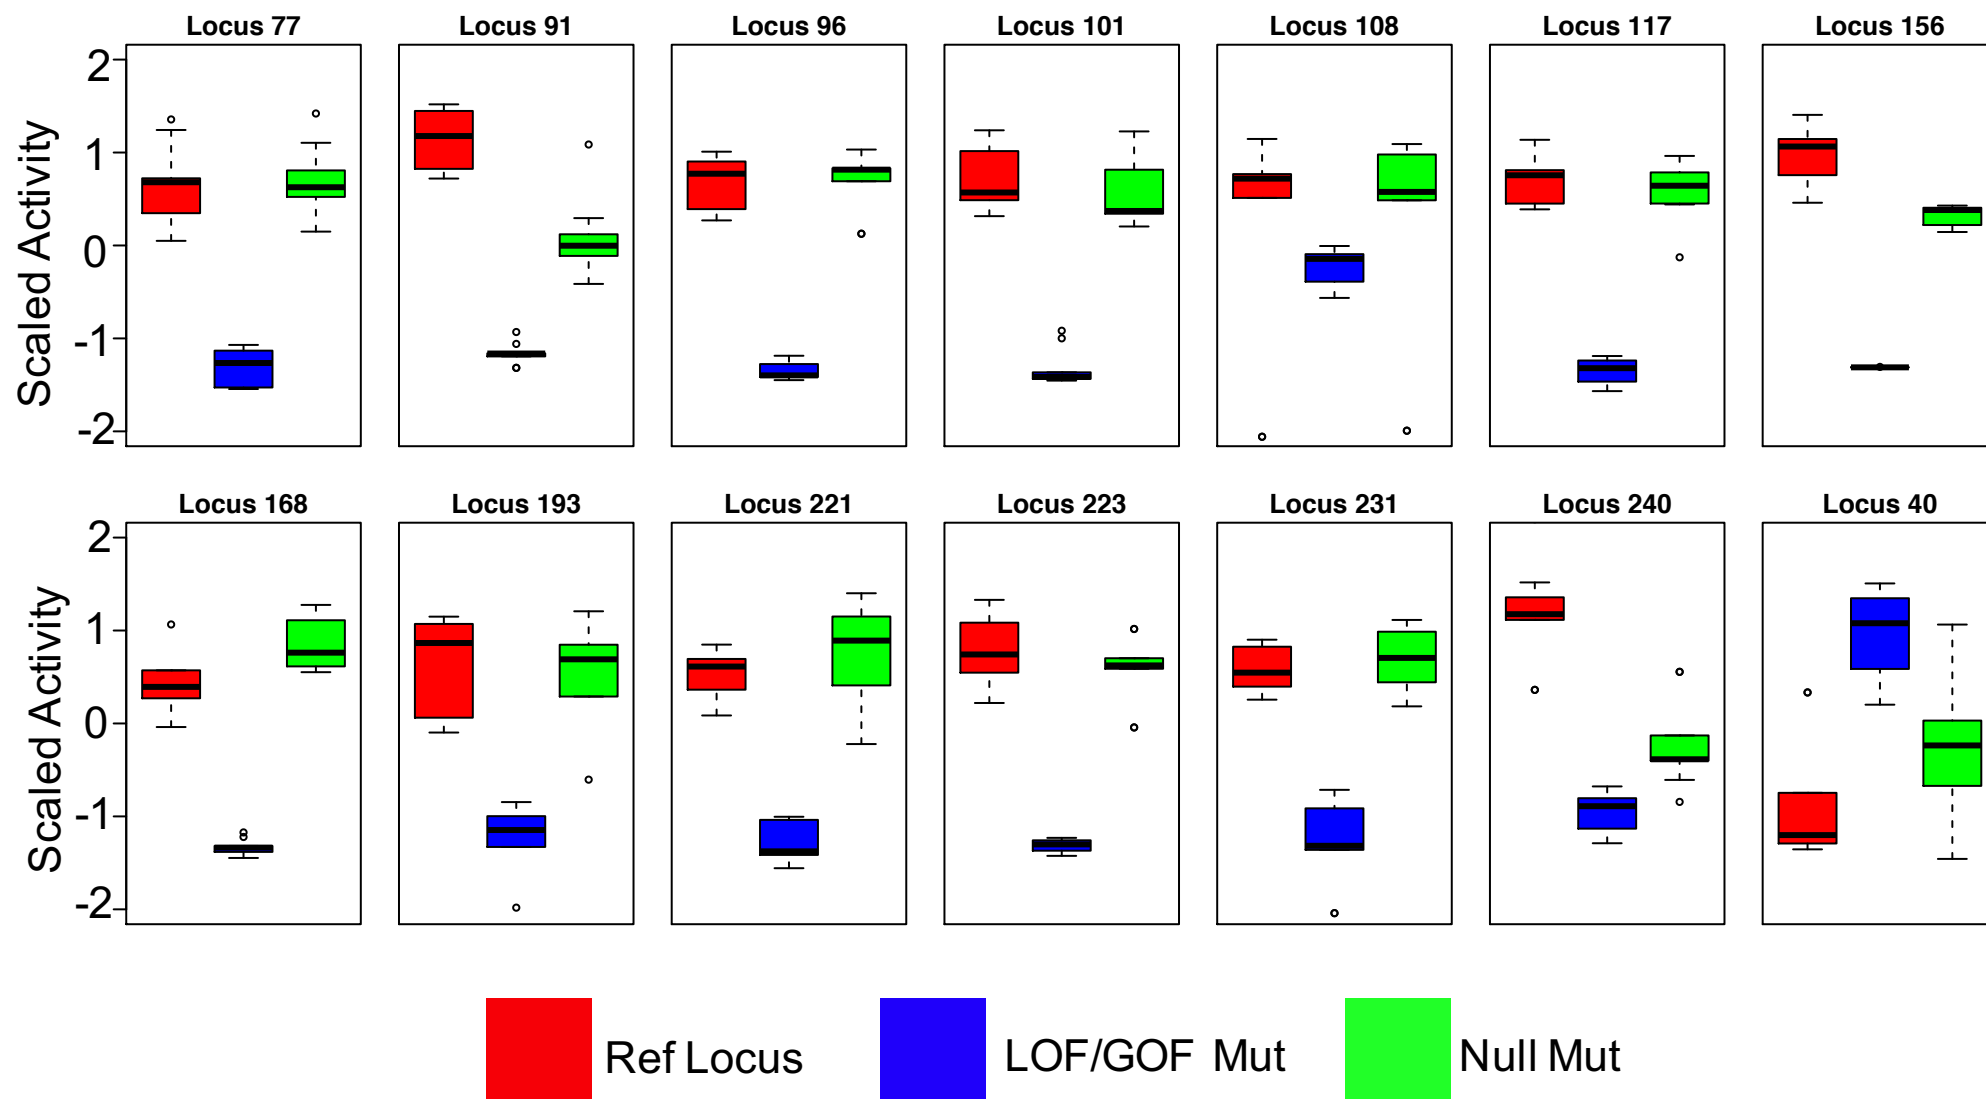 Locus 77 Locus 91 Locus 96 Locus 101 Locus 108 Locus 117 Locus 156
Scaled Activity
2
1
0
-1
-2
Locus 168 Locus 193 Locus 221 Locus 223 Locus 231 Locus 240 Locus 40
Scaled Activity
2
1
0
-1
-2
Ref Locus LOF/GOF Mut Null Mut